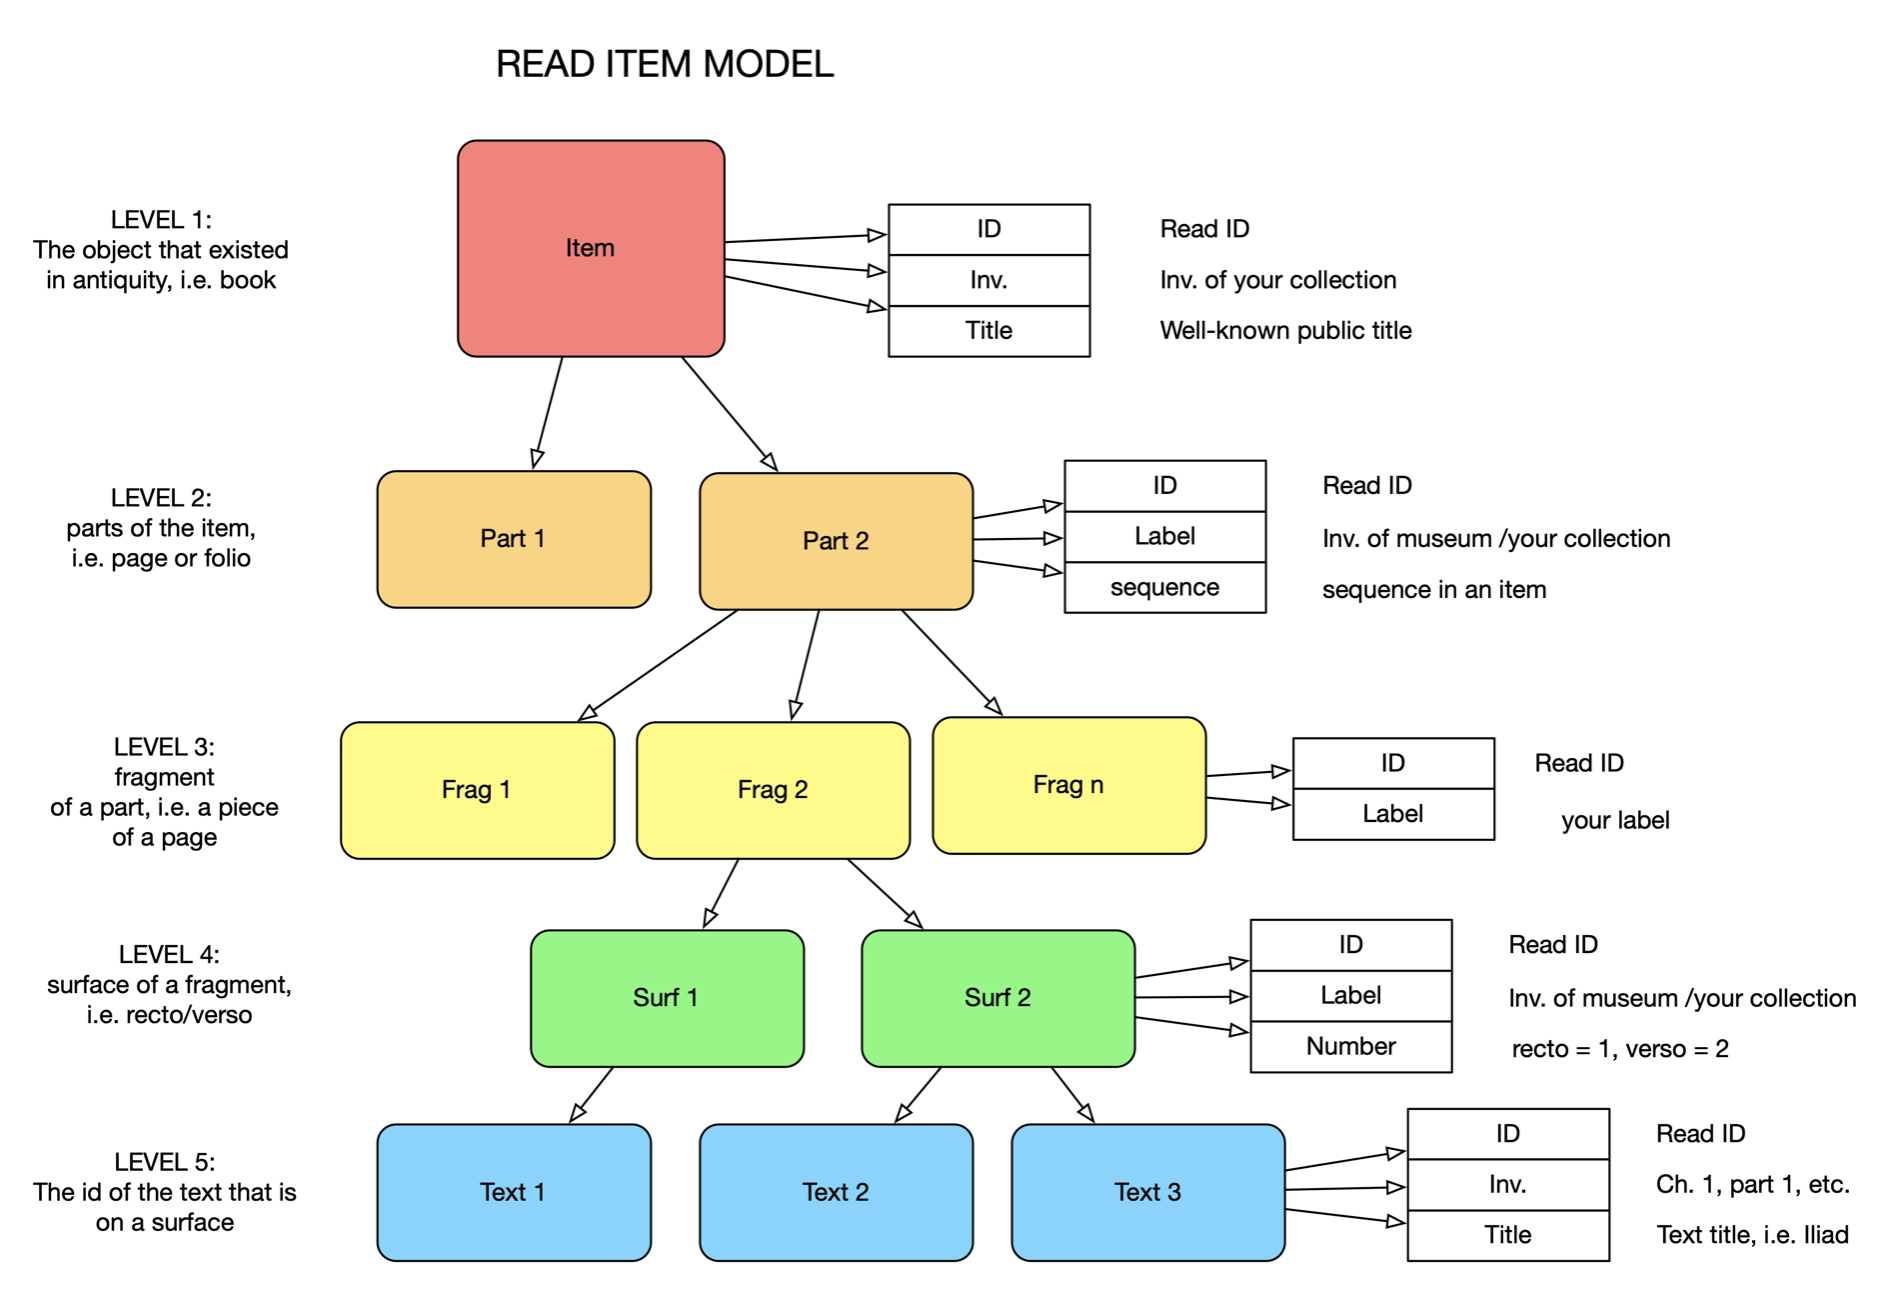 READ ITEM MODEL
LEVEL 1:
The object that existed
in antiquity, i.e. book
Item
ID
Read ID
Inv.
Inv. of your collection
Title
Well-known public title
LEVEL 2:
parts of the item,
i.e. page or folio
Part 1
Part 2
ID
Read ID
Label
Inv. of museum /your collection
sequence
sequence in an item
LEVEL 3:
fragment
of a part, i.e. a piece
of a page
Frag 1
Frag 2
Frag n
ID
Read ID
Label
your label
LEVEL 4:
surface of a fragment,
i.e. recto/verso
Surf 1
Surf 2
ID
Read ID
Label
Inv. of museum /your collection
Number
recto = 1, verso = 2
LEVEL 5:
The id of the text that is
on a surface
Text 1
Text 2
Text 3
ID
Read ID
Inv.
Ch. 1, part 1, etc.
Title
Text title, i.e. Iliad